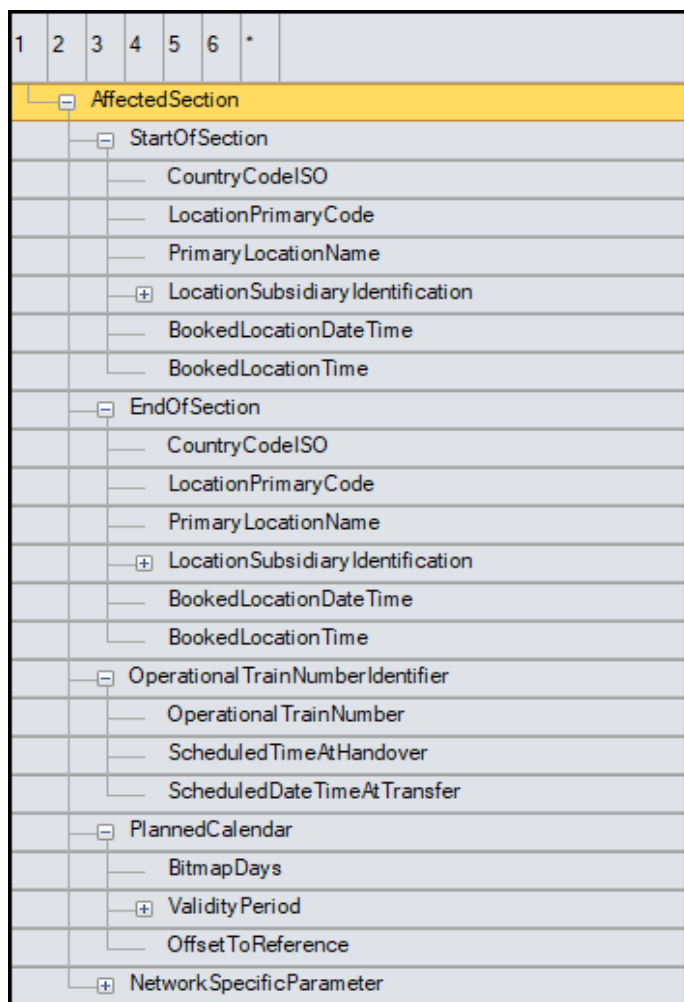 1 2 3 4 5 6 *
AffectedSection
StartOfSection
CountryCodeISO
LocationPrimaryCode
PrimaryLocationName
LocationSubsidiaryIdentification
BookedLocationDateTime
BookedLocationTime
EndOfSection
CountryCodeISO
LocationPrimaryCode
PrimaryLocationName
LocationSubsidiaryIdentification
BookedLocationDateTime
BookedLocationTime
OperationalTrainNumberIdentifier
OperationalTrainNumber
ScheduledTimeAtHandover
ScheduledDateTimeAtTransfer
PlannedCalendar
BitmapDays
ValidityPeriod
OffsetToReference
NetworkSpecificParameter